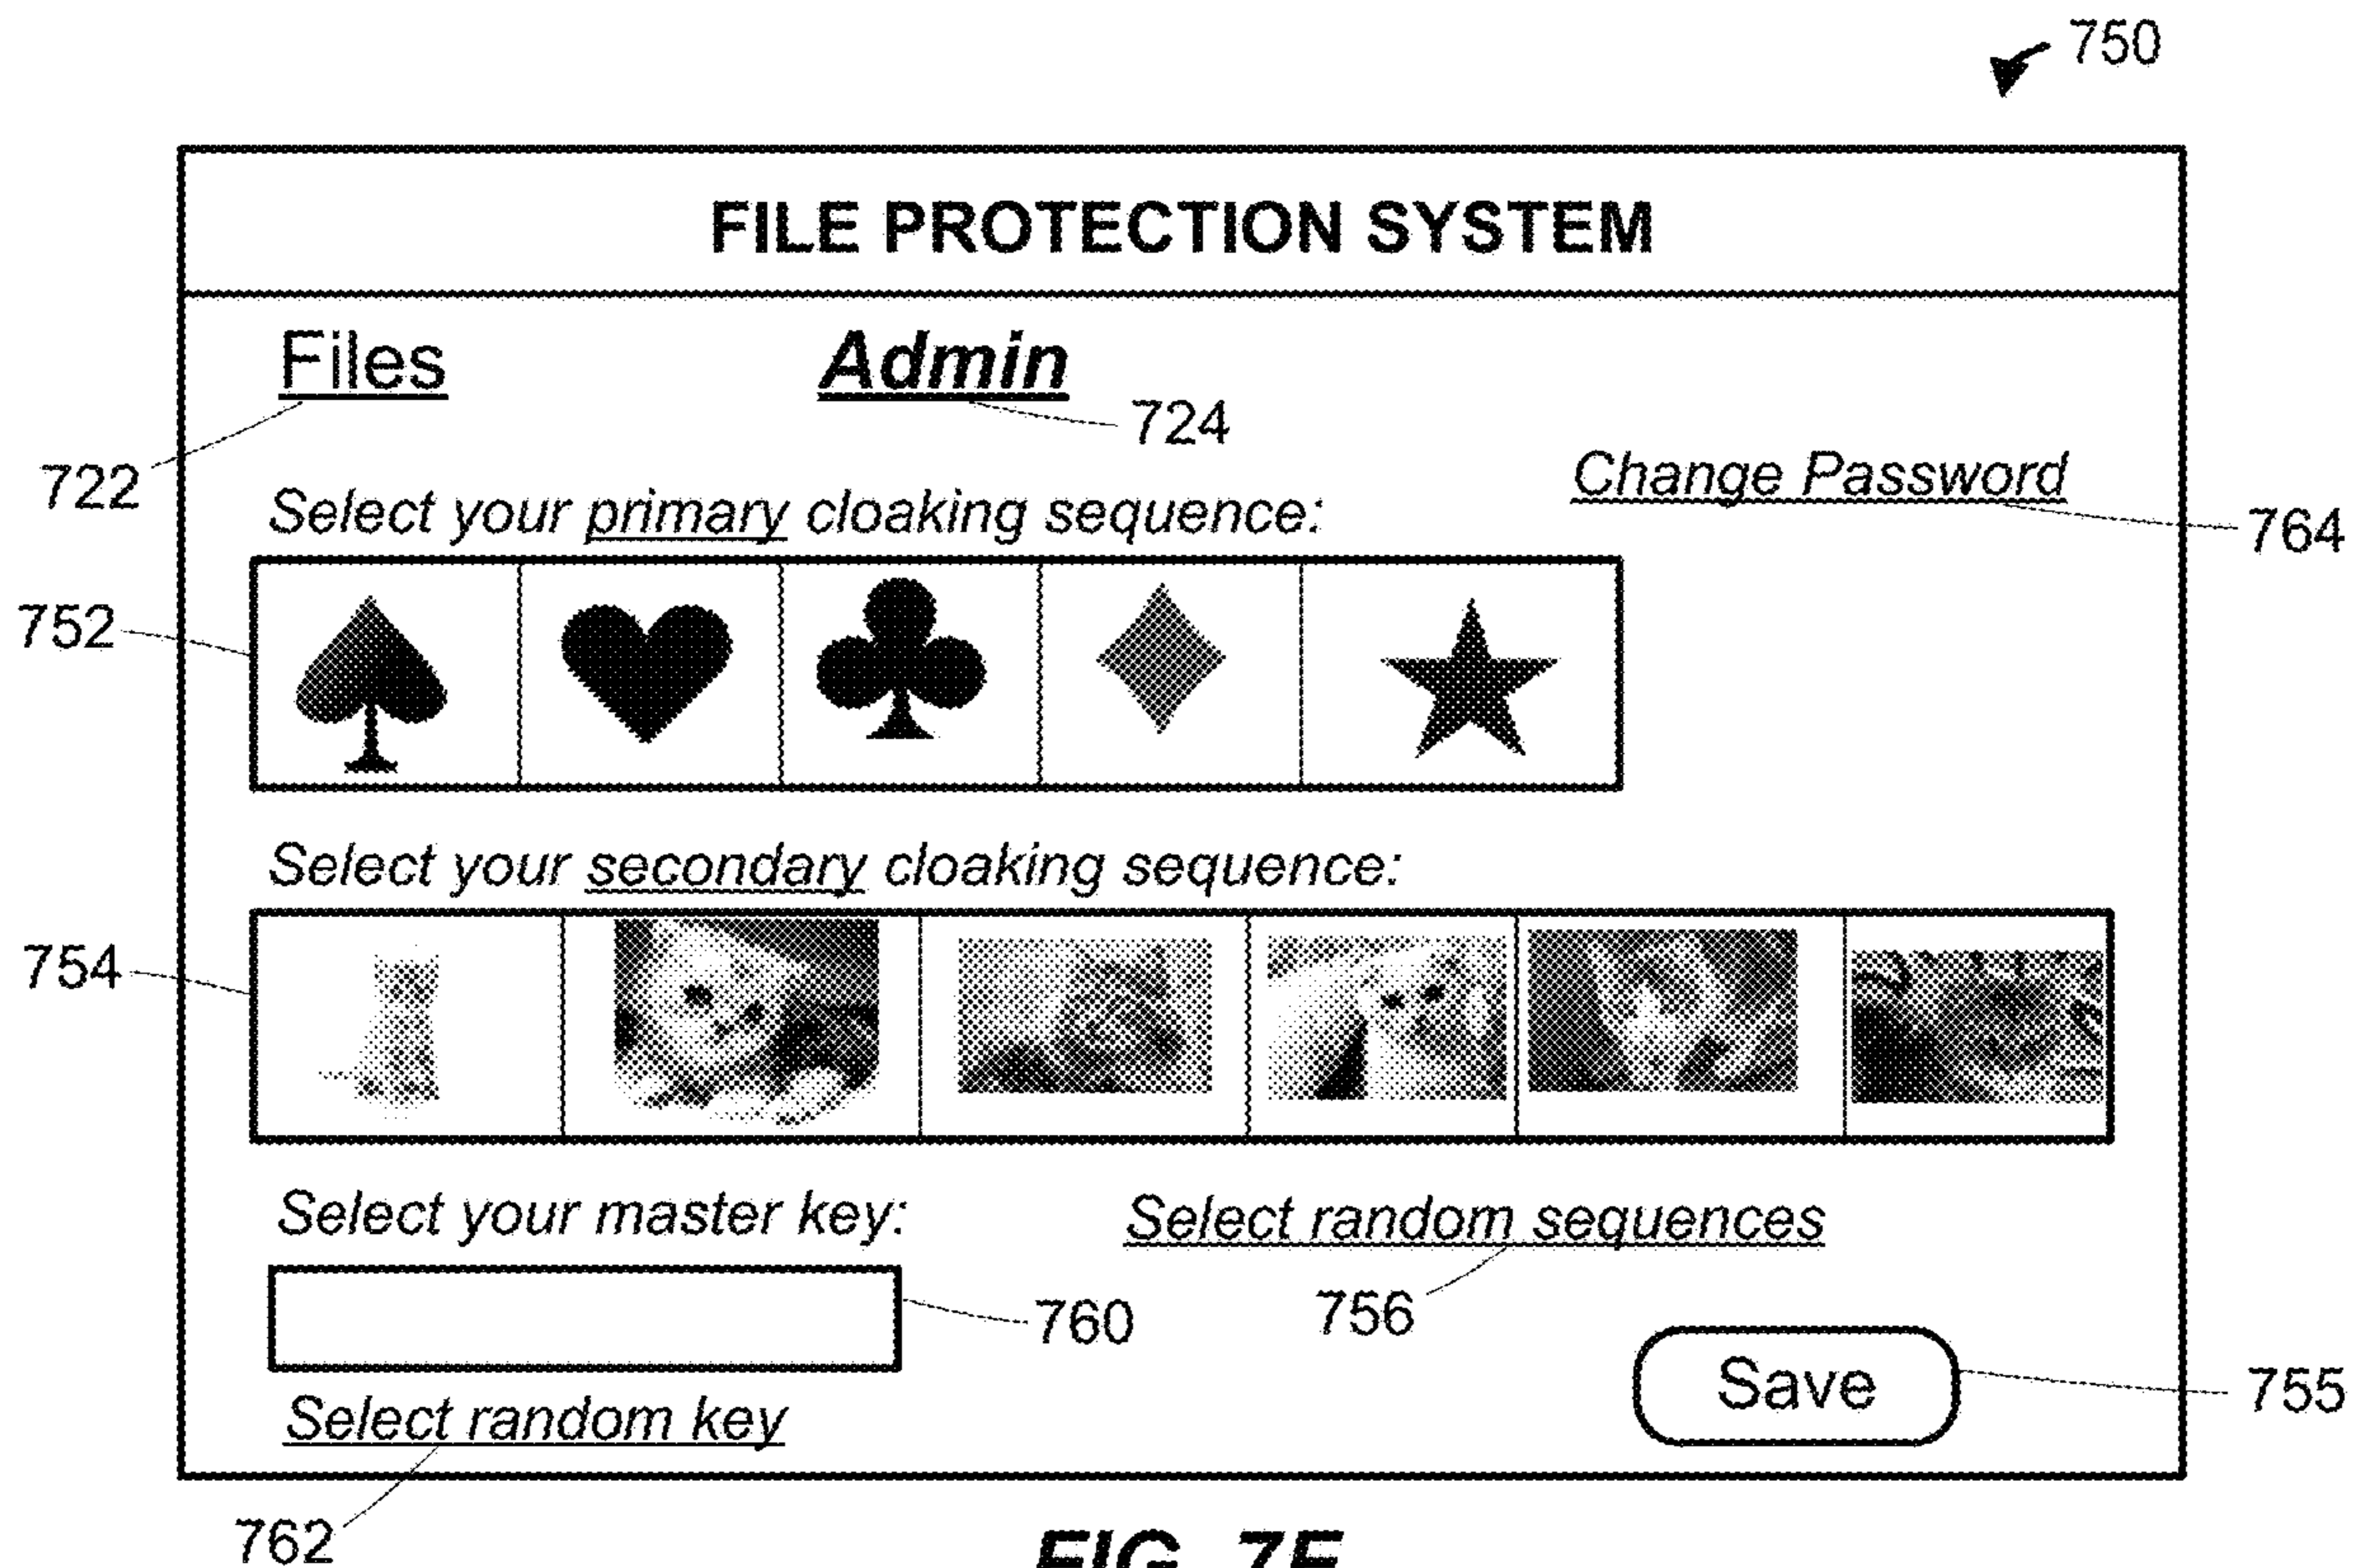 750
FILE PROTECTION SYSTEM
Files
Admin
724
722
Change Password
764
Select your primary cloaking sequence:
752
Select your secondary cloaking sequence:
754
Select your master key:
Select random sequences
760
756
Save
755
Select random key
762